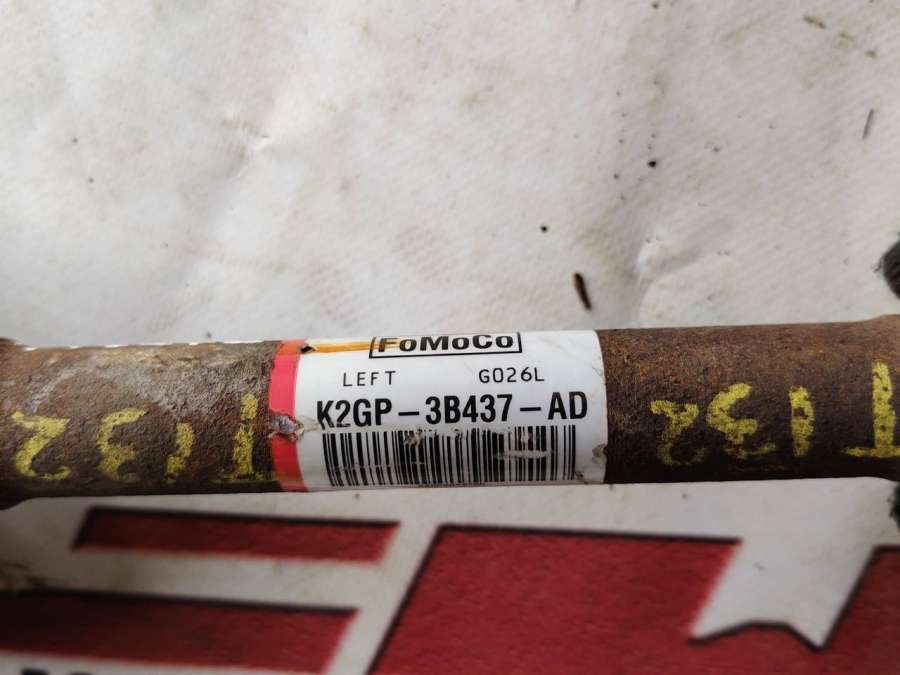 FoMoCo
LEFT G026L
K2GP-3B437-AD
T132 T132